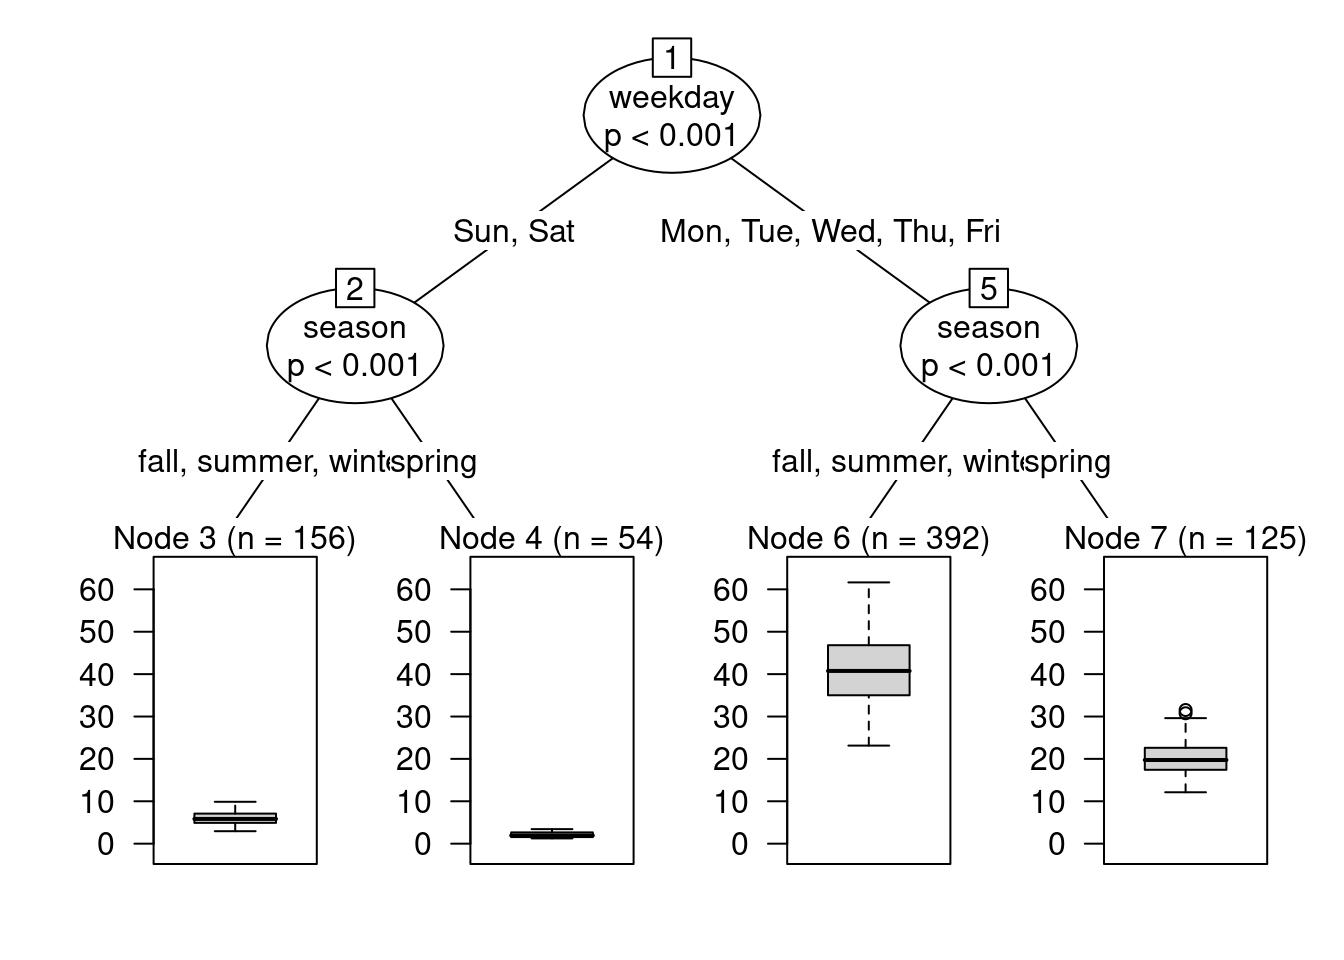 1
weekday
p < 0.001
Sun, Sat
Mon, Tue, Wed, Thu, Fri
2
season
p < 0.001
5
season
p < 0.001
fall, summer, winte
spring
fall, summer, winte
spring
Node 3 (n = 156)
Node 4 (n = 54)
Node 6 (n = 392)
Node 7 (n = 125)
60
50
40
30
20
10
0
60
50
40
30
20
10
0
60
50
40
30
20
10
0
60
50
40
30
20
10
0